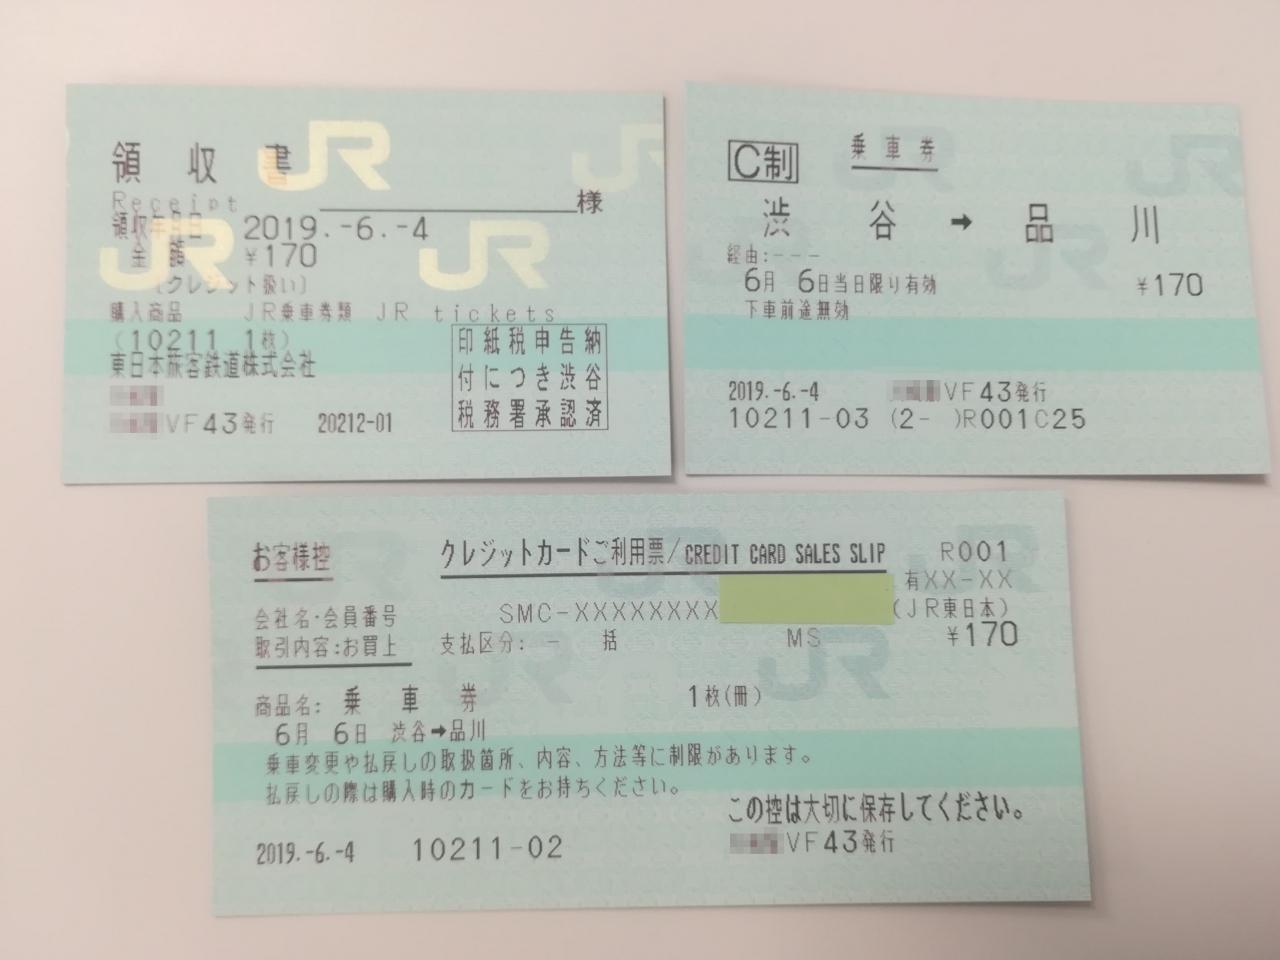 領収書
Receipt 様
領収年月日 2019.-6.-4
金額 ¥170
(クレジット扱い)
購入商品 JR乗車券類 JR tickets
(10211 1枚)
東日本旅客鉄道株式会社
VF43発行 20212-01
印紙税申告納
付につき渋谷
税務署承認済
JR
JR
JR
C制 乗車券
渋谷→品川
経由:---
6月 6日当日限り有効 ¥170
下車前途無効
2019.-6.-4 VF43発行
10211-03 (2- )R001C25
お客様控 クレジットカードご利用票/CREDIT CARD SALES SLIP R001
有XX-XX
会社名・会員番号 SMC-XXXXXXXX (JR東日本)
取引内容:お買上 支払区分: 一 括 MS ¥170
商品名: 乗車券 1枚(冊)
6月 6日 渋谷→品川
乗車変更や払戻しの取扱箇所、内容、方法等に制限があります。
払戻しの際は購入時のカードをお持ちください。
この控は大切に保存してください。
2019.-6.-4 10211-02 VF43発行